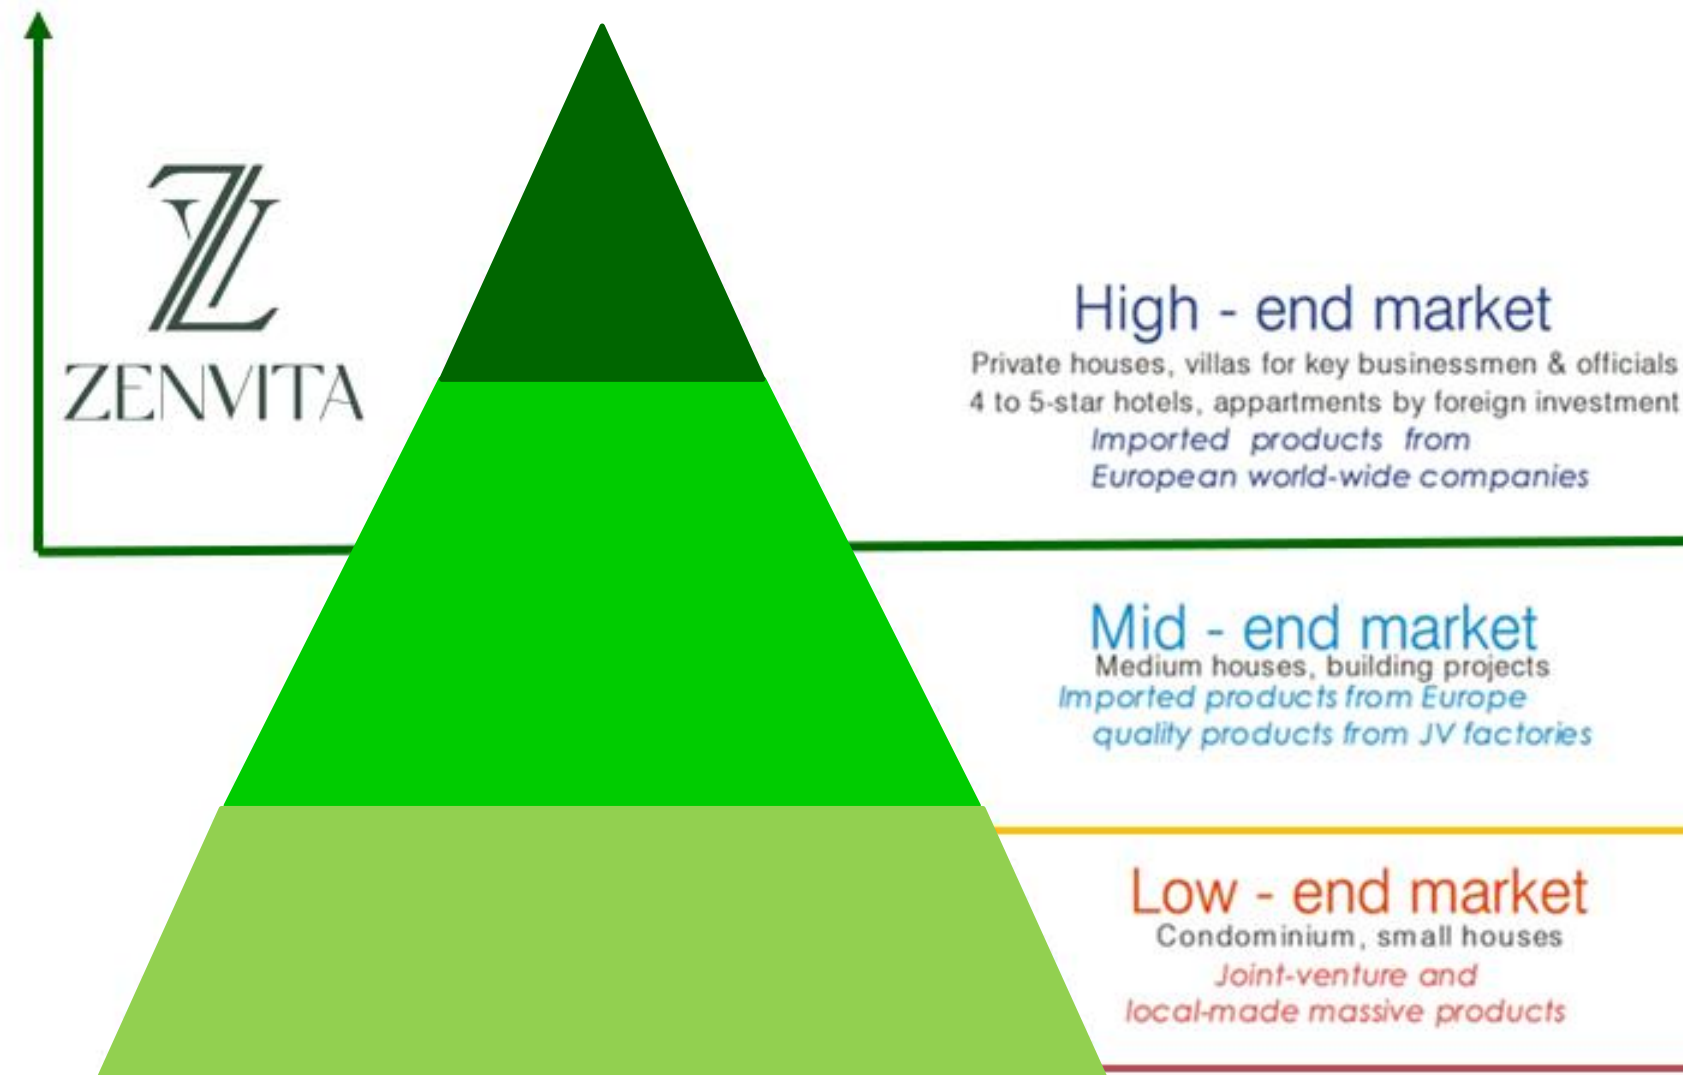 ZENVITA
High - end market
Private houses, villas for key businessmen & officials
4 to 5-star hotels, appartments by foreign investment
Imported products from
European world-wide companies
Mid - end market
Medium houses, building projects
Imported products from Europe
quality products from JV factories
Low - end market
Condominium, small houses
Joint-venture and
local-made massive products